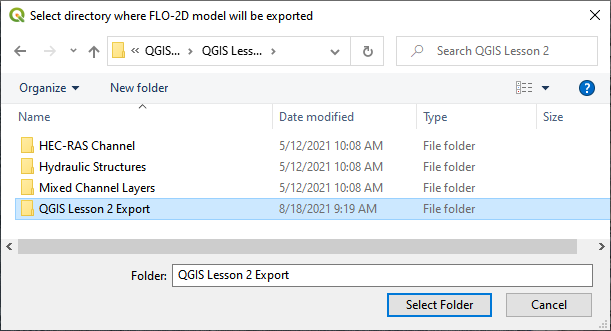 Select directory where FLO-2D model will be exported
« QGIS... > QGIS Less... > Search QGIS Lesson 2
Organize New folder ?
Name Date modified Type Size
HEC-RAS Channel 5/12/2021 10:08 AM File folder
Hydraulic Structures 5/12/2021 10:08 AM File folder
Mixed Channel Layers 5/12/2021 10:08 AM File folder
QGIS Lesson 2 Export 8/18/2021 9:19 AM File folder
Folder: QGIS Lesson 2 Export
Select Folder Cancel